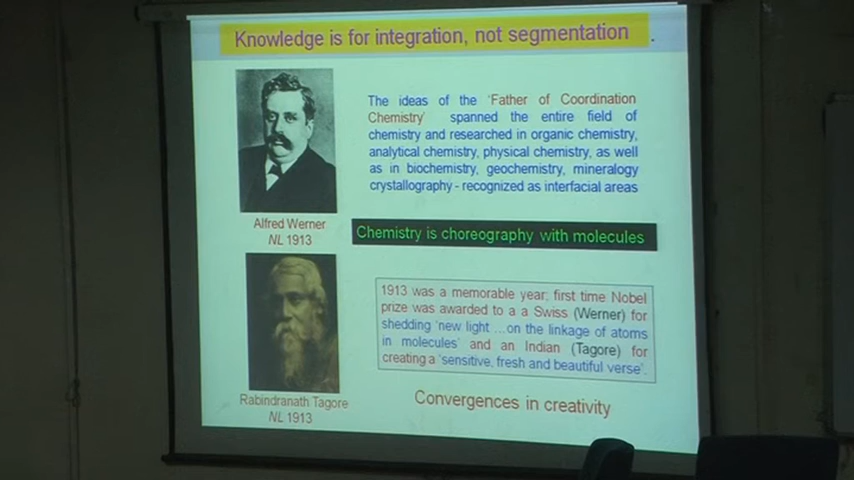 Knowledge is for integration, not segmentation .
The ideas of the 'Father of Coordination
Chemistry' spanned the entire field of
chemistry and researched in organic chemistry,
analytical chemistry, physical chemistry, as well
as in biochemistry, geochemistry, mineralogy
crystallography - recognized as interfacial areas
Alfred Werner
NL 1913
Chemistry is choreography with molecules
1913 was a memorable year; first time Nobel
prize was awarded to a a Swiss (Werner) for
shedding 'new light ...on the linkage of atoms
in molecules' and an Indian (Tagore) for
creating a 'sensitive, fresh and beautiful verse'.
Rabindranath Tagore
NL 1913
Convergences in creativity